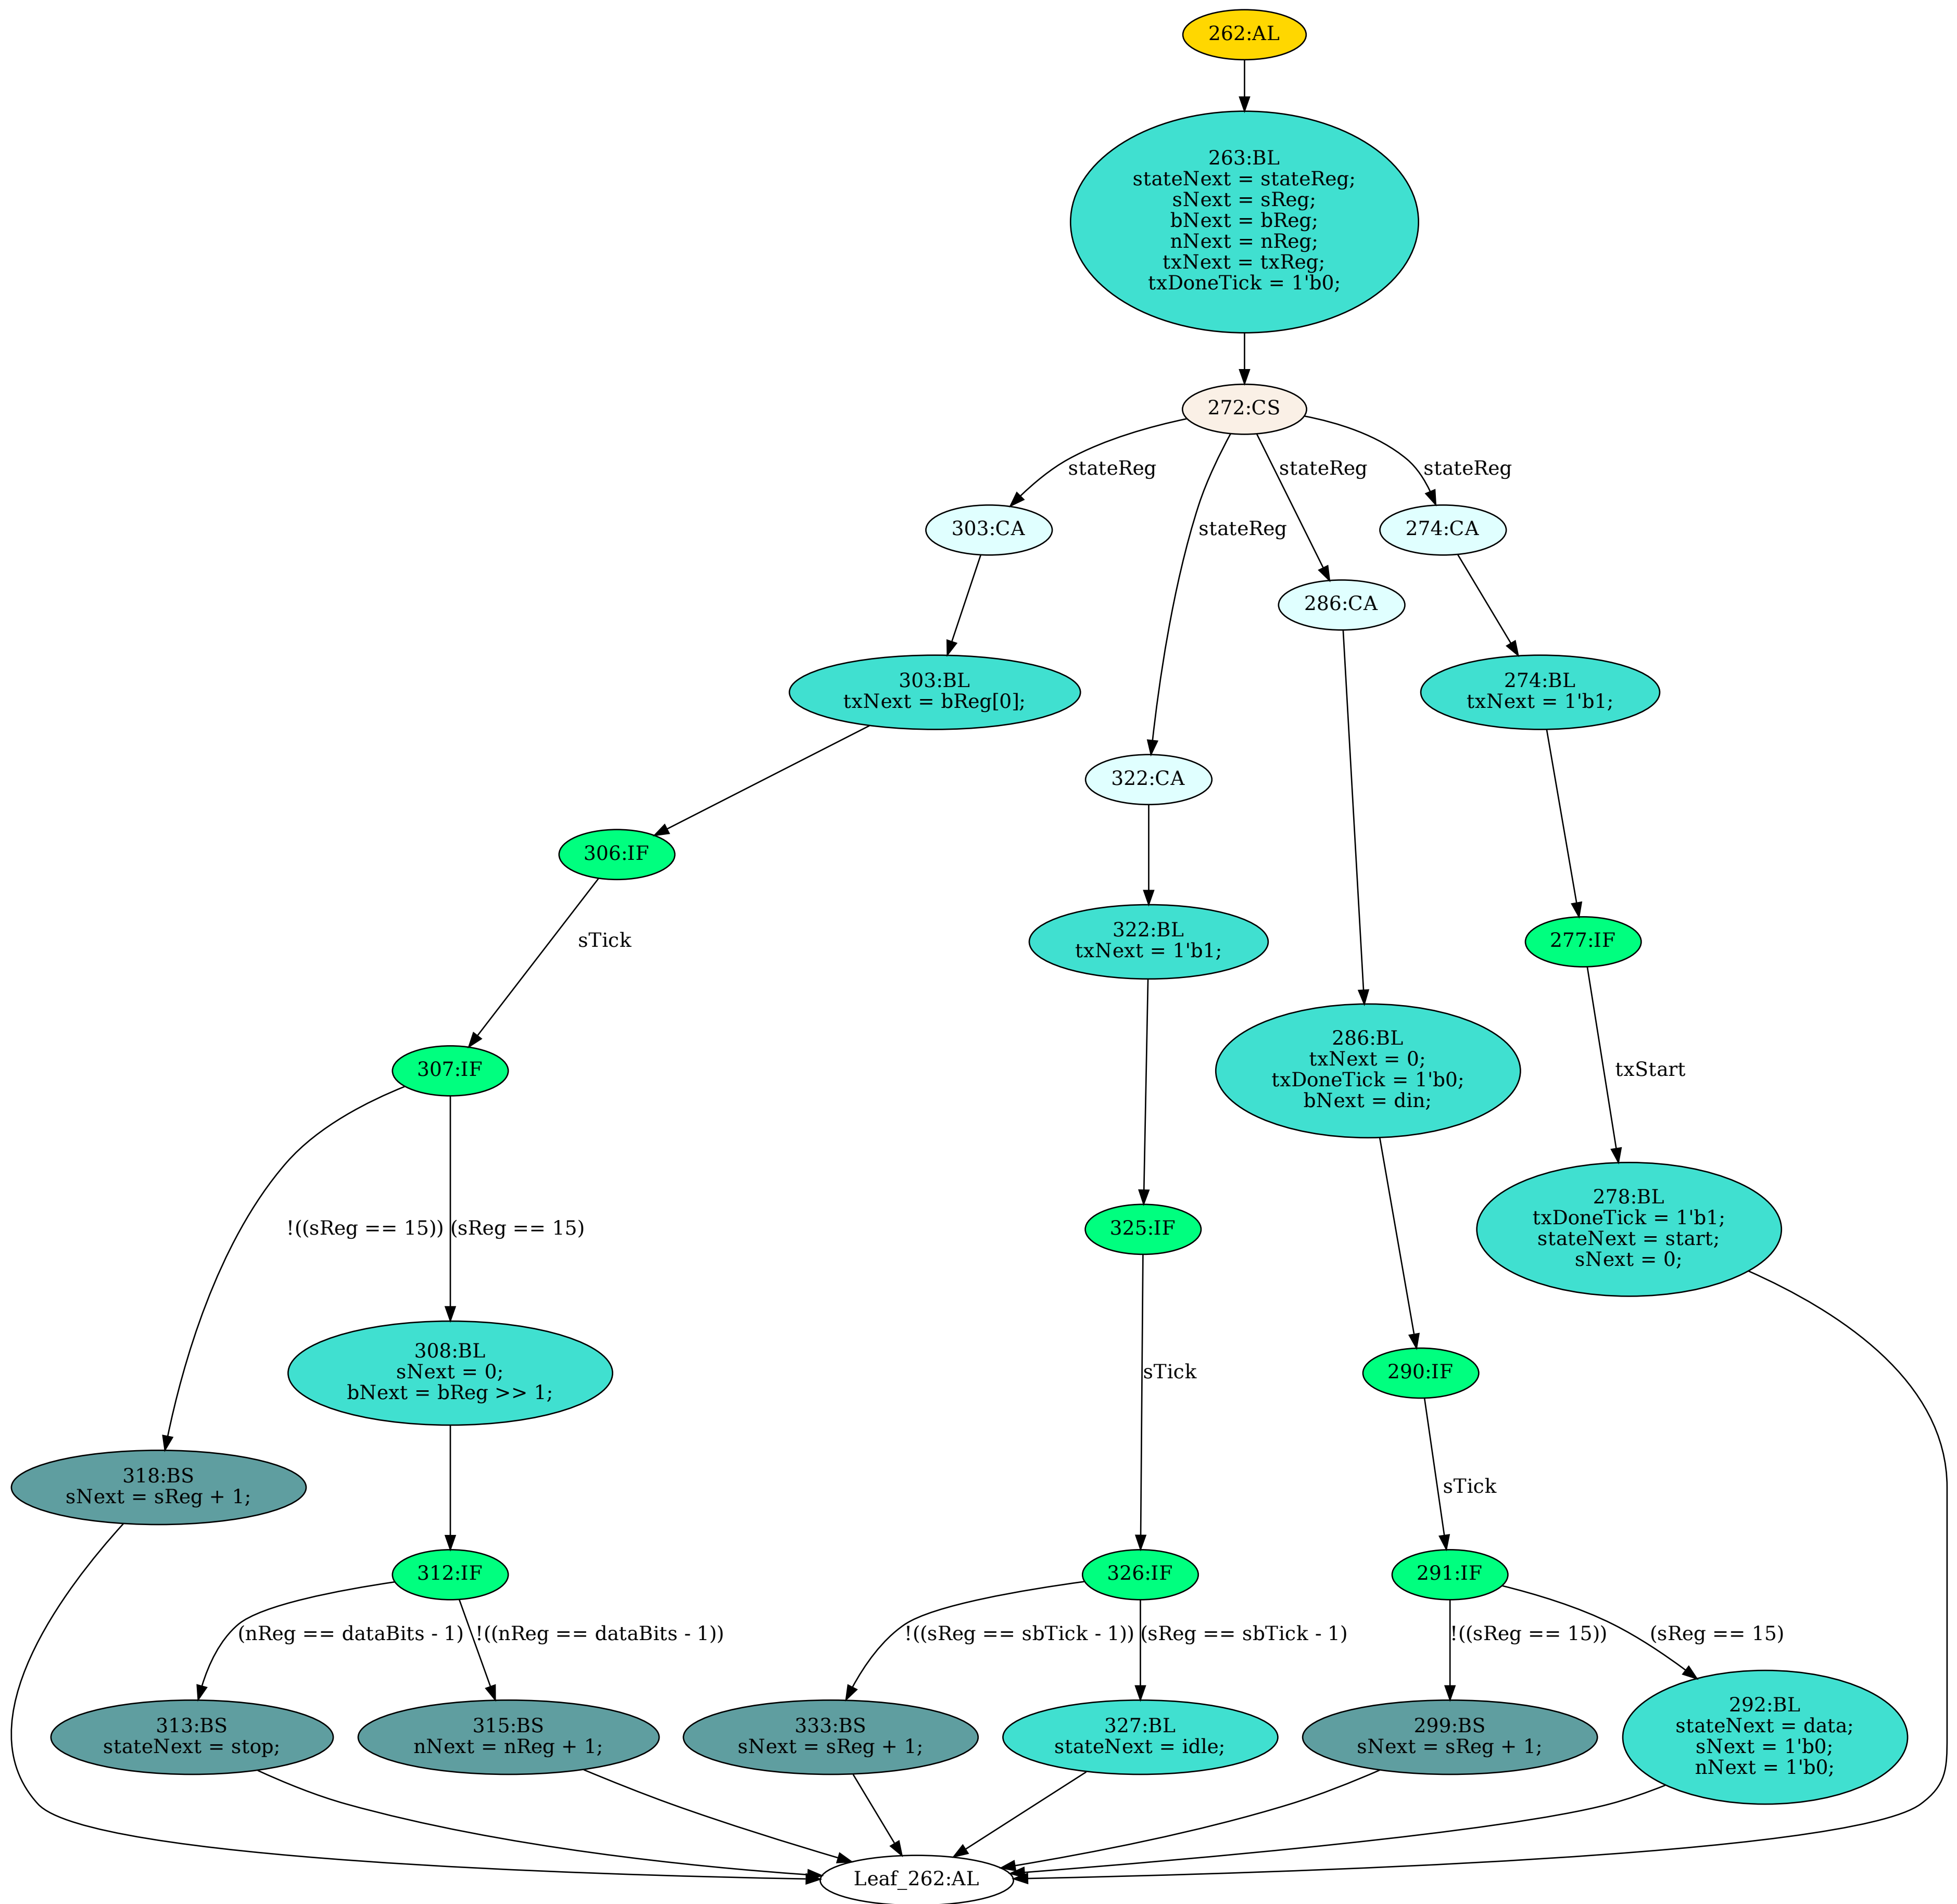 262:AL
263:BL
stateNext = stateReg;
sNext = sReg;
bNext = bReg;
nNext = nReg;
txNext = txReg;
txDoneTick = 1'b0;
272:CS
stateReg
stateReg
stateReg
stateReg
303:CA
274:CA
286:CA
303:BL
txNext = bReg[0];
274:BL
txNext = 1'b1;
322:CA
306:IF
322:BL
txNext = 1'b1;
277:IF
sTick
307:IF
286:BL
txNext = 0;
txDoneTick = 1'b0;
bNext = din;
txStart
!((sReg == 15))
(sReg == 15)
325:IF
278:BL
txDoneTick = 1'b1;
stateNext = start;
sNext = 0;
308:BL
sNext = 0;
bNext = bReg >> 1;
sTick
290:IF
318:BS
sNext = sReg + 1;
sTick
312:IF
326:IF
291:IF
(nReg == dataBits - 1)
!((nReg == dataBits - 1))
!((sReg == sbTick - 1))
(sReg == sbTick - 1)
!((sReg == 15))
(sReg == 15)
313:BS
stateNext = stop;
315:BS
nNext = nReg + 1;
333:BS
sNext = sReg + 1;
327:BL
stateNext = idle;
299:BS
sNext = sReg + 1;
292:BL
stateNext = data;
sNext = 1'b0;
nNext = 1'b0;
Leaf_262:AL